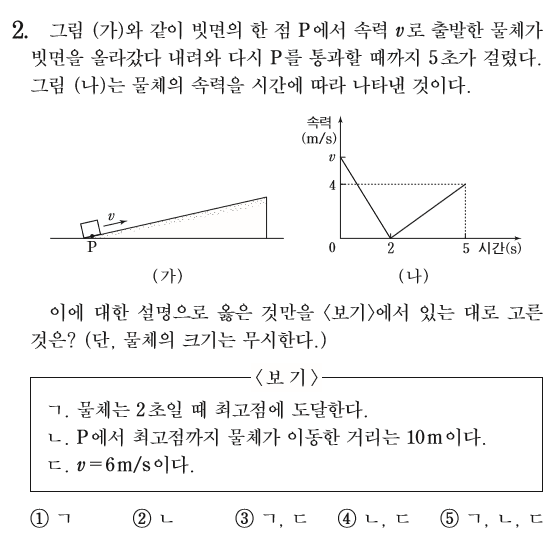 2. 그림 (가)와 같이 빗면의 한 점 P에서 속력 v로 출발한 물체가
빗면을 올라갔다 내려와 다시 P를 통과할 때까지 5초가 걸렸다.
그림 (나)는 물체의 속력을 시간에 따라 나타낸 것이다.
v
P
(가)
속력
(m/s)
v
4
0
2
5
시간(s)
(나)
이에 대한 설명으로 옳은 것만을 <보기>에서 있는 대로 고른
것은? (단, 물체의 크기는 무시한다.)
<보 기>
ㄱ. 물체는 2초일 때 최고점에 도달한다.
ㄴ. P에서 최고점까지 물체가 이동한 거리는 10m이다.
ㄷ. v=6m/s이다.
① ㄱ ② ㄴ ③ ㄱ, ㄷ ④ ㄴ, ㄷ ⑤ ㄱ, ㄴ, ㄷ